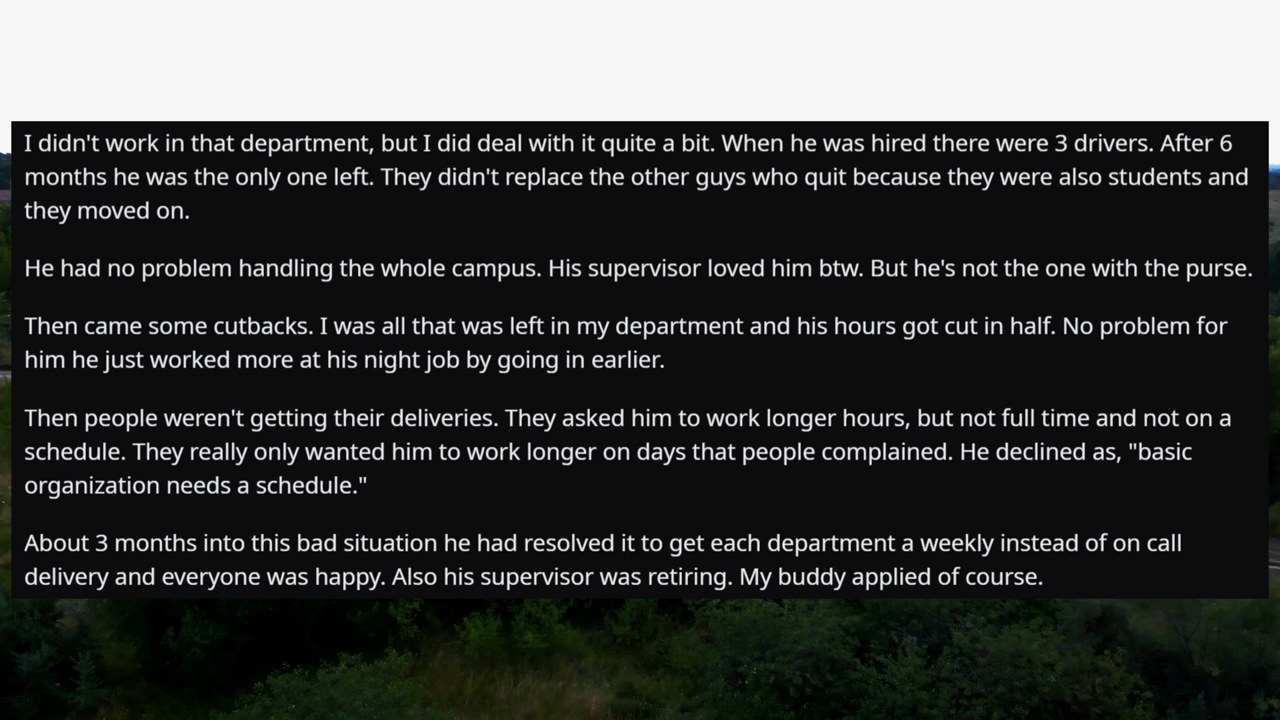 I didn't work in that department, but I did deal with it quite a bit. When he was hired there were 3 drivers. After 6
months he was the only one left. They didn't replace the other guys who quit because they were also students and
they moved on.
He had no problem handling the whole campus. His supervisor loved him btw. But he's not the one with the purse.
Then came some cutbacks. I was all that was left in my department and his hours got cut in half. No problem for
him he just worked more at his night job by going in earlier.
Then people weren't getting their deliveries. They asked him to work longer hours, but not full time and not on a
schedule. They really only wanted him to work longer on days that people complained. He declined as, "basic
organization needs a schedule."
About 3 months into this bad situation he had resolved it to get each department a weekly instead of on call
delivery and everyone was happy. Also his supervisor was retiring. My buddy applied of course.